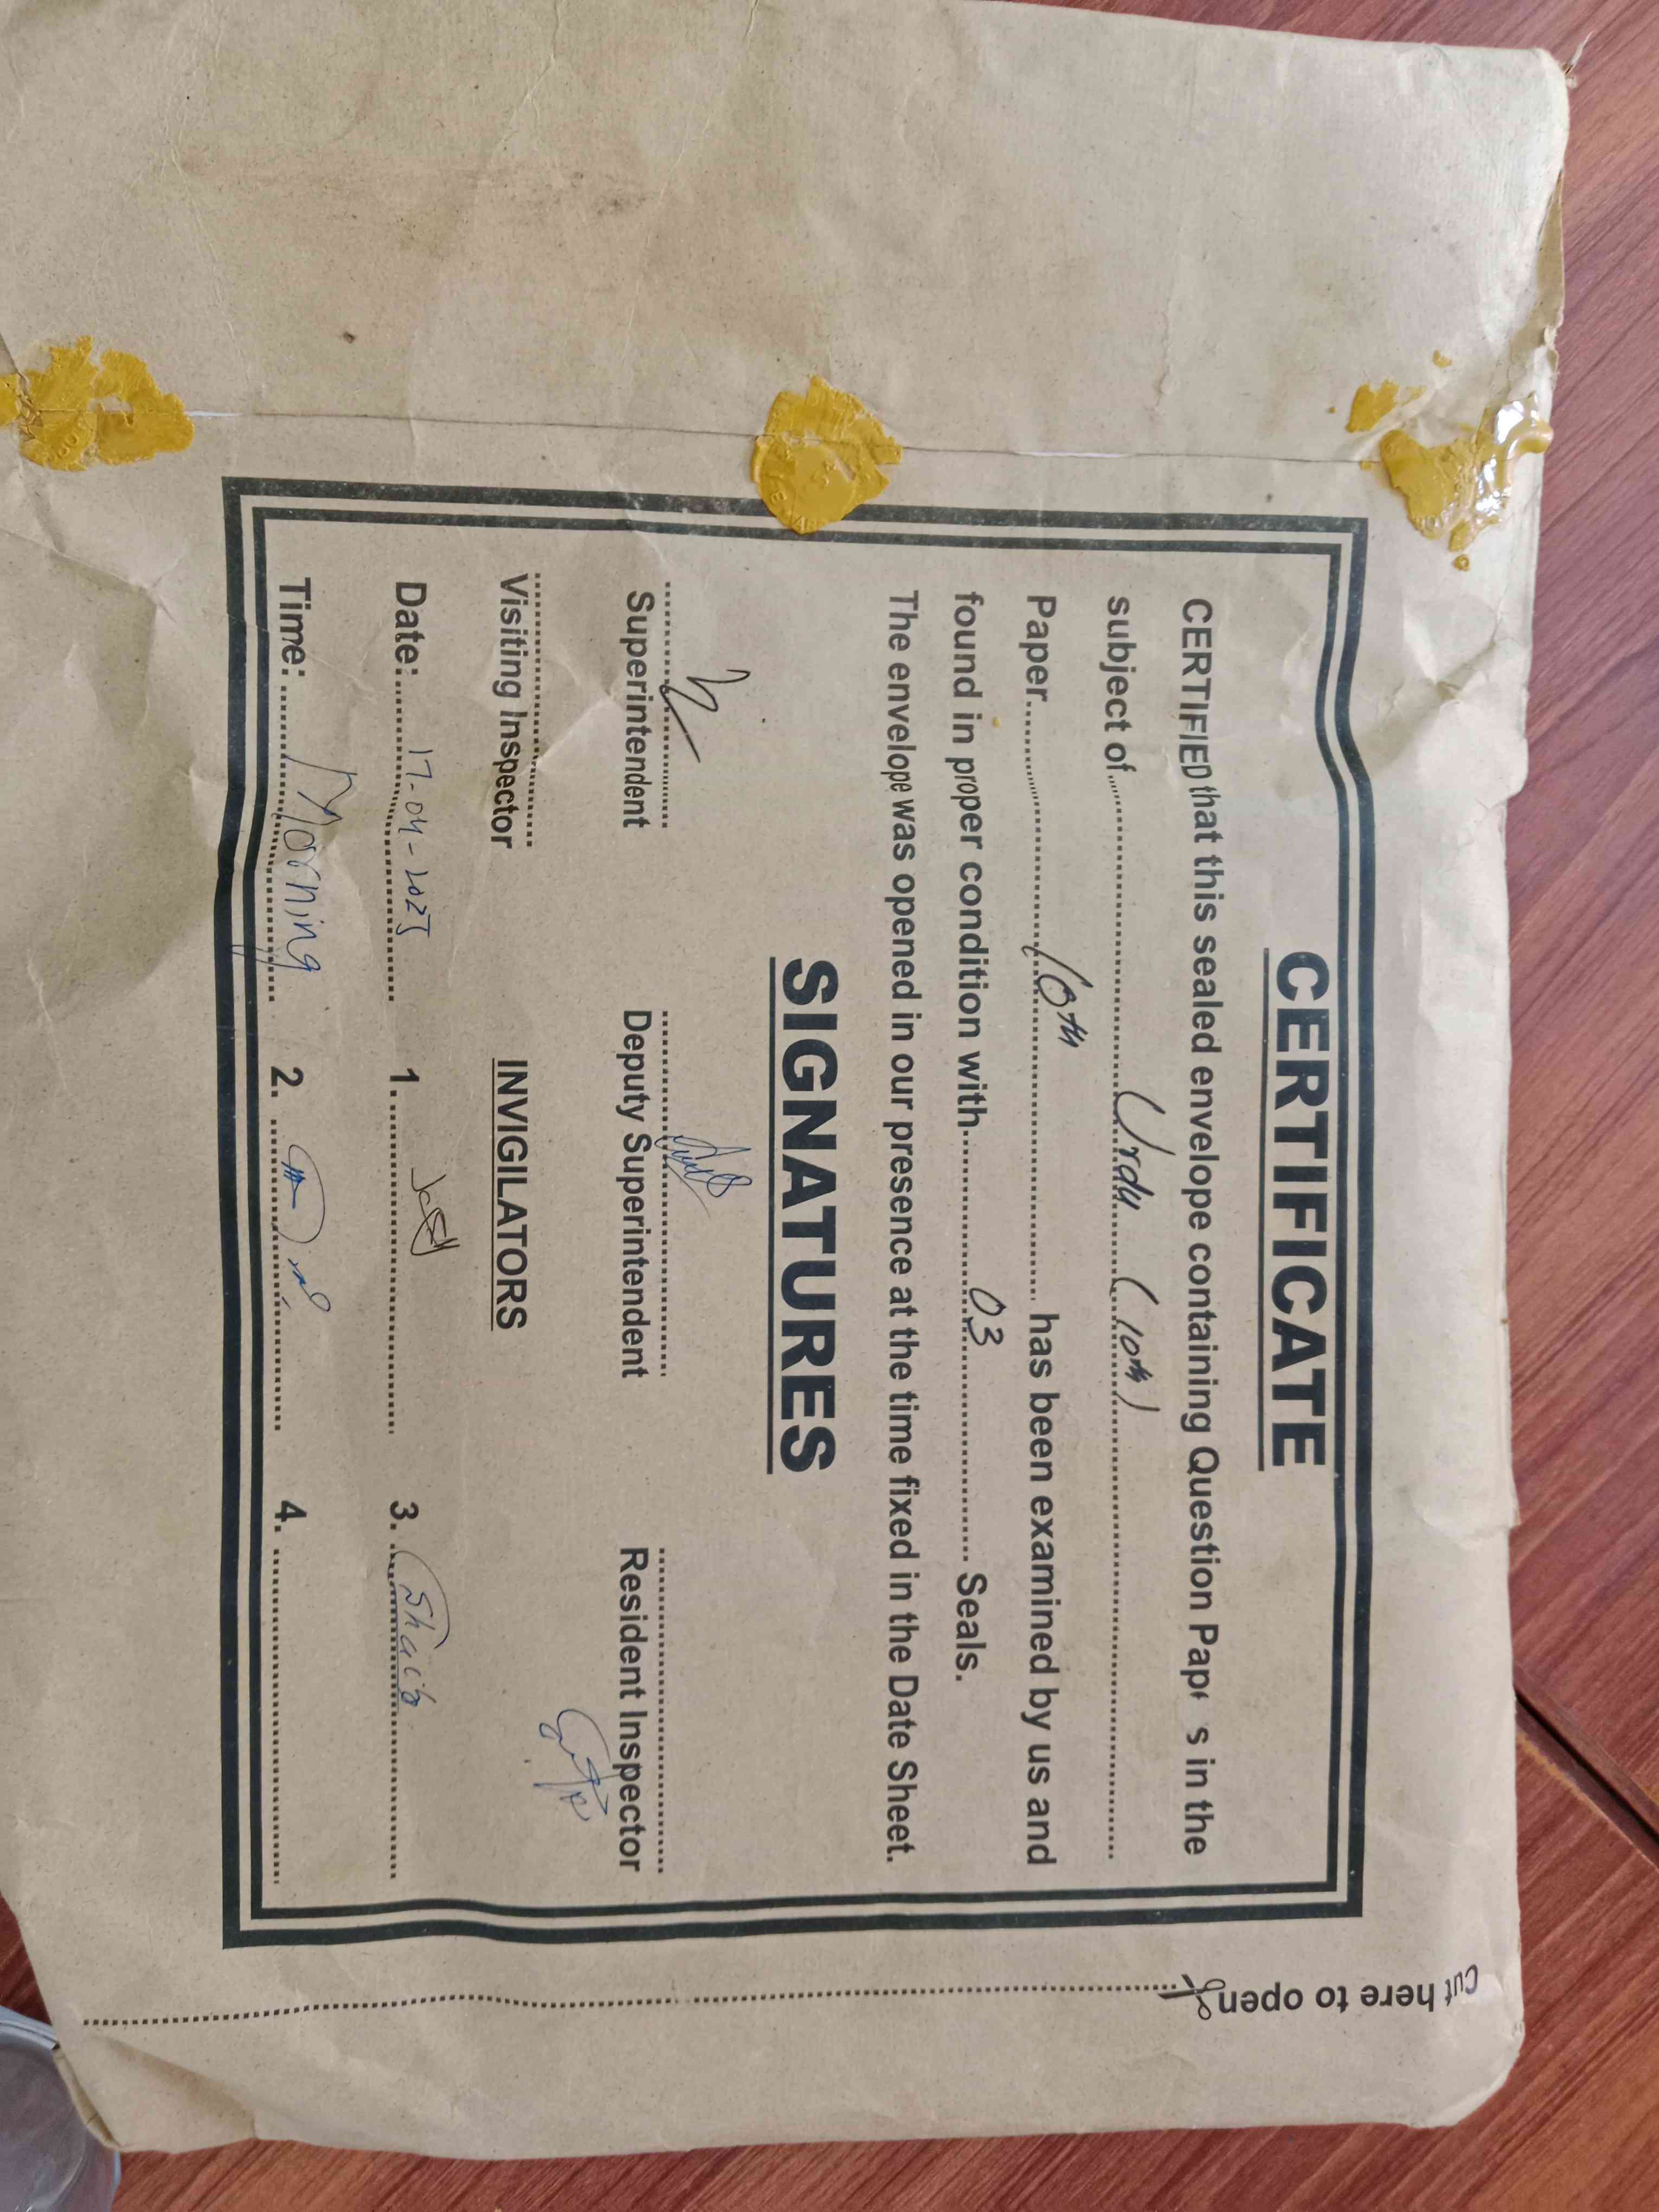 CERTIFICATE
CERTIFIED that this sealed envelope containing Question Pap s in the
subject of........Urdu (10th)........
Paper........10th........ has been examined by us and
found in proper condition with........03........ Seals.
The envelope was opened in our presence at the time fixed in the Date Sheet.
SIGNATURES
Superintendent Deputy Superintendent Resident Inspector
Visiting Inspector INVIGILATORS
Date:........17-04-2025........ 1. ........ 3. ...Shaib...
Time:........Morning........ 2. ........ 4. ........
Cut here to open